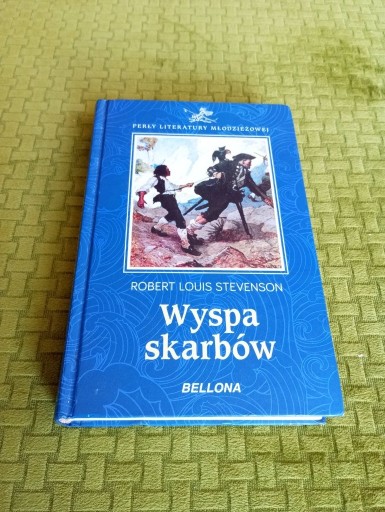 PERŁY LITERATURY MŁODZIEŻOWEJ
ROBERT LOUIS STEVENSON
Wyspa
skarbów
BELLONA